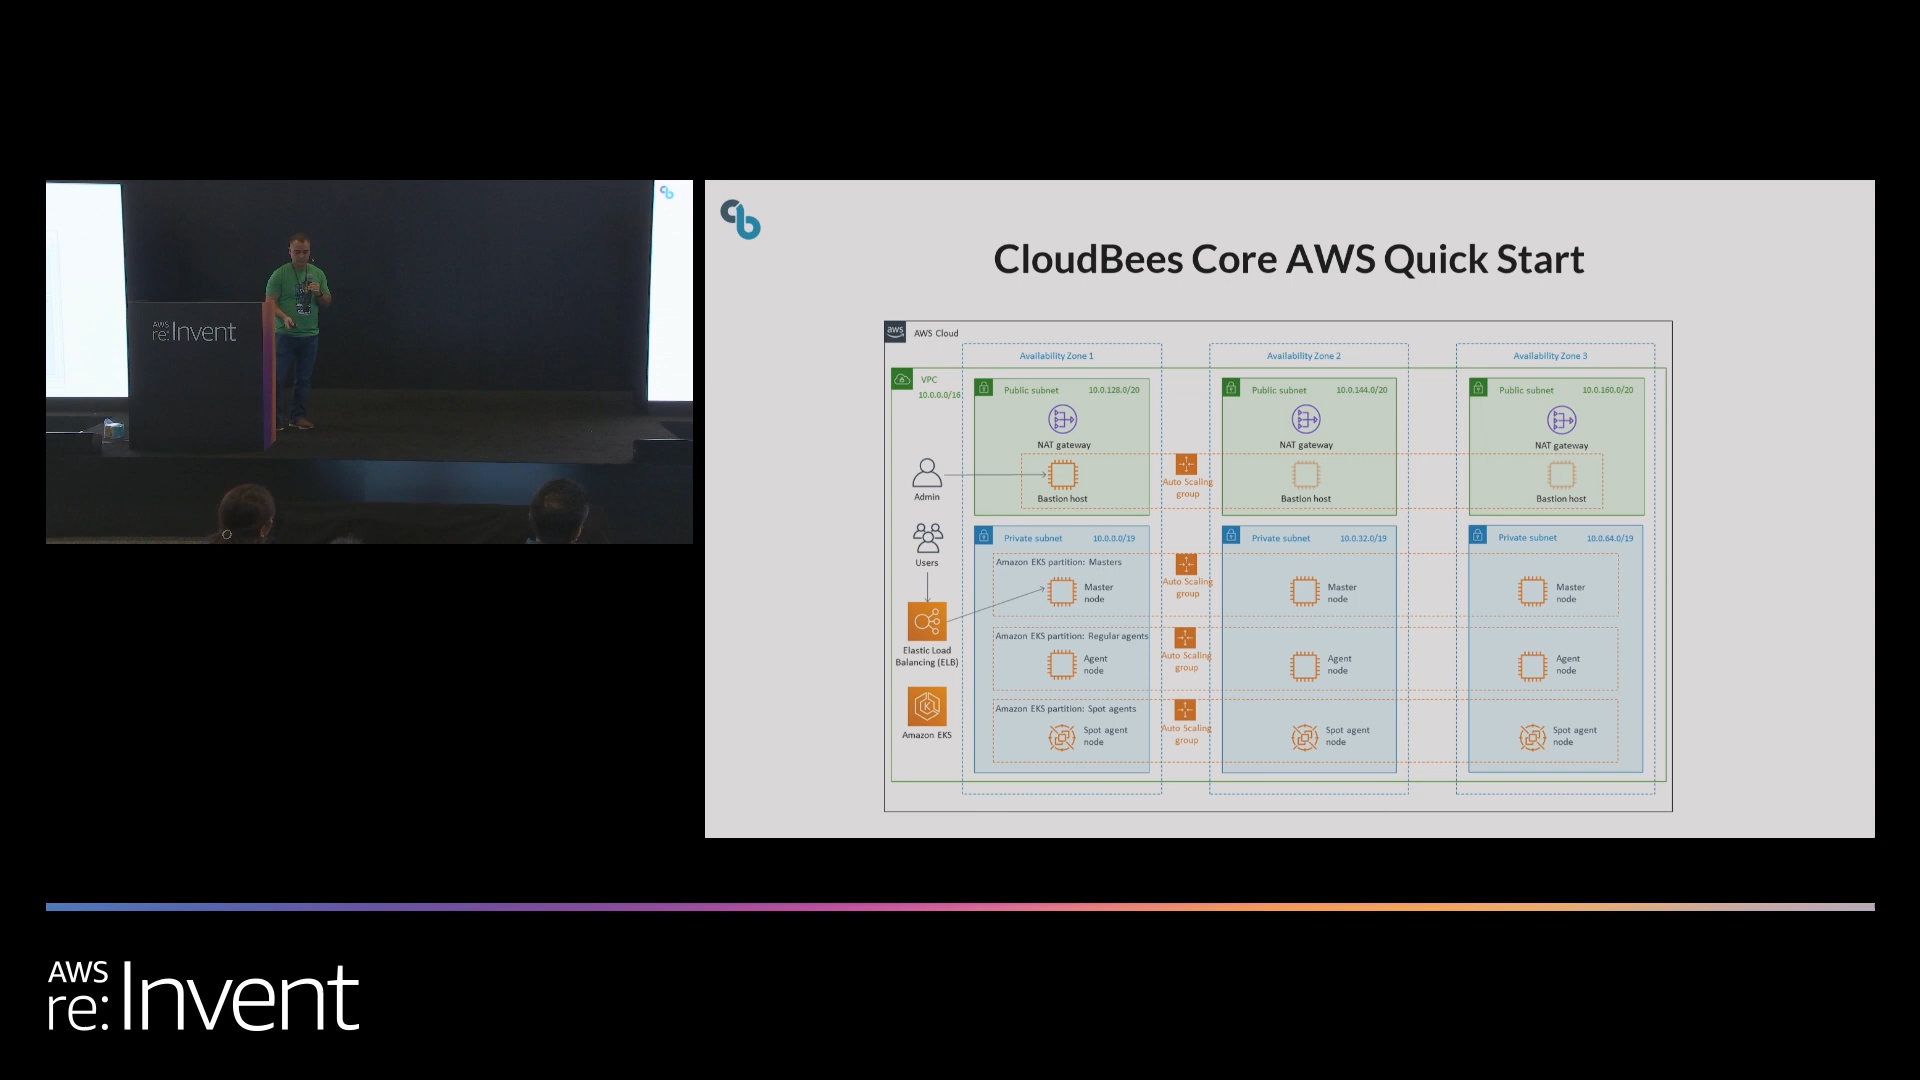 AWS
re:Invent
CloudBees Core AWS Quick Start
aws
AWS Cloud
Availability Zone 1
Availability Zone 2
Availability Zone 3
VPC
10.0.0.0/16
Public subnet 10.0.128.0/20
Public subnet 10.0.144.0/20
Public subnet 10.0.160.0/20
NAT gateway
NAT gateway
NAT gateway
Admin
Bastion host
Auto Scaling
group
Bastion host
Bastion host
Users
Private subnet 10.0.0.0/19
Private subnet 10.0.32.0/19
Private subnet 10.0.64.0/19
Amazon EKS partition: Masters
Master
node
Auto Scaling
group
Master
node
Master
node
Elastic Load
Balancing (ELB)
Amazon EKS partition: Regular agents
Agent
node
Auto Scaling
group
Agent
node
Agent
node
Amazon EKS
Amazon EKS partition: Spot agents
Spot agent
node
Auto Scaling
group
Spot agent
node
Spot agent
node
AWS
re:Invent